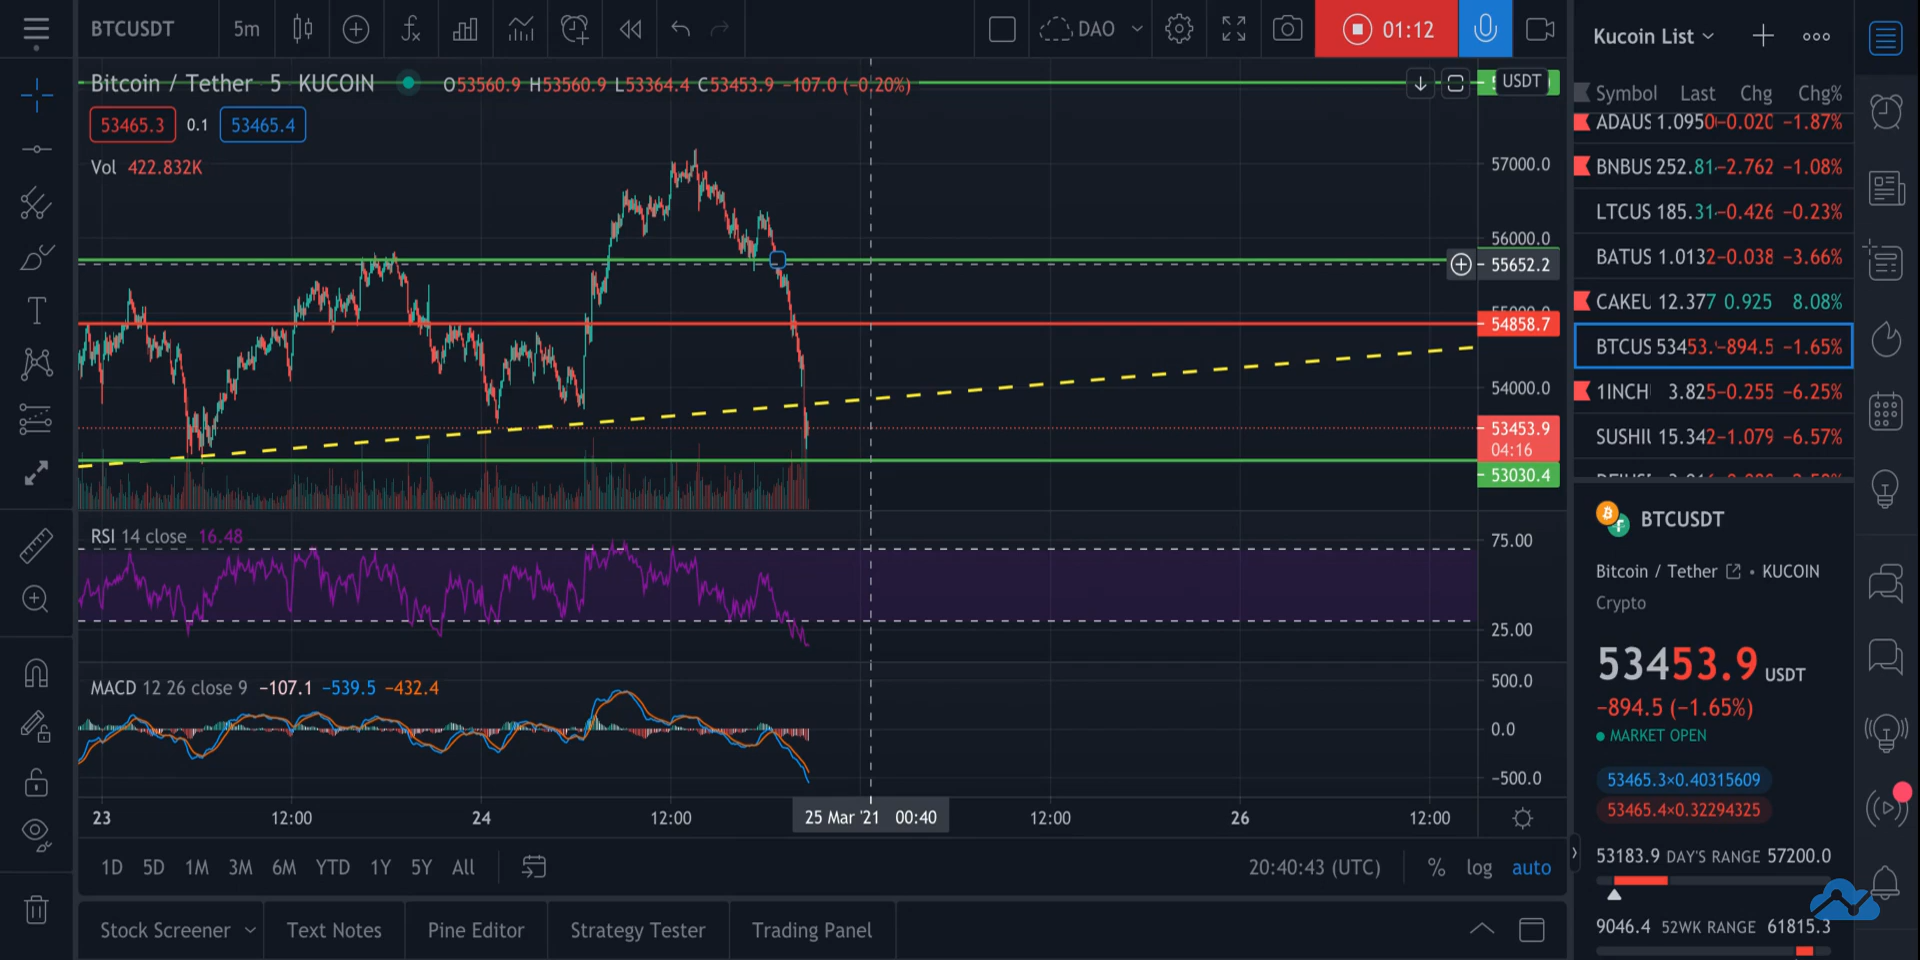 BTCUSDT 5m DAO 01:12
Bitcoin / Tether 5 KUCOIN O53560.9 H53560.9 L53364.4 C53453.9 −107.0 (−0.20%)
USDT
53465.3 0.1 53465.4
Vol 422.832K
57000.0
56000.0
55652.2
54858.7
54000.0
53453.9
04:16
53030.4
RSI 14 close 16.48
75.00
25.00
MACD 12 26 close 9 −107.1 −539.5 −432.4
500.0
0.0
−500.0
23 12:00 24 12:00 25 Mar '21 00:40 12:00 26 12:00
1D 5D 1M 3M 6M YTD 1Y 5Y All 20:40:43 (UTC) % log auto
Stock Screener Text Notes Pine Editor Strategy Tester Trading Panel
Kucoin List
Symbol Last Chg Chg%
ADAUS 1.0950 −0.020 −1.87%
BNBUS 252.81 −2.762 −1.08%
LTCUS 185.31 −0.426 −0.23%
BATUS 1.0132 −0.038 −3.66%
CAKEU 12.377 0.925 8.08%
BTCUS 53453. −894.5 −1.65%
1INCH 3.825 −0.255 −6.25%
SUSHIU 15.342 −1.079 −6.57%
BTCUSDT
Bitcoin / Tether • KUCOIN
Crypto
53453.9 USDT
−894.5 (−1.65%)
MARKET OPEN
53465.3×0.40315609
53465.4×0.32294325
53183.9 DAY'S RANGE 57200.0
9046.4 52WK RANGE 61815.3